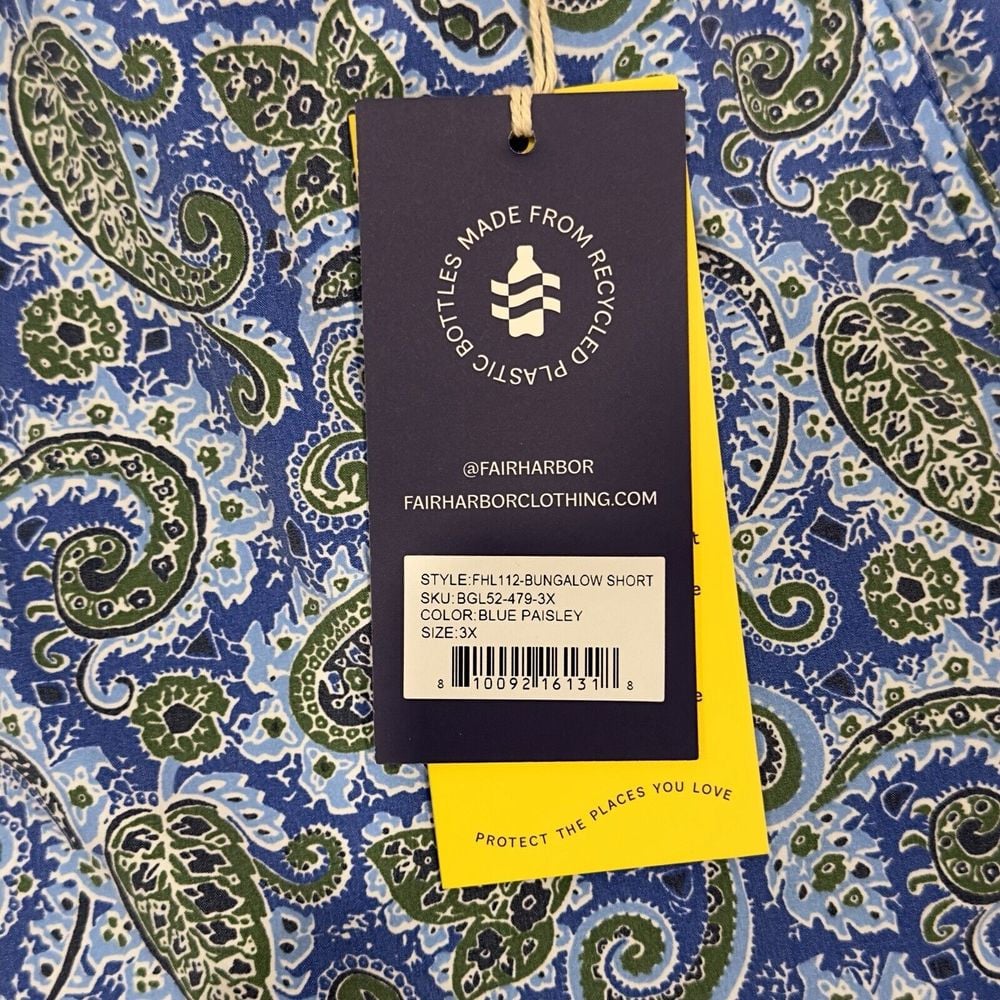 MADE FROM RECYCLED PLASTIC BOTTLES
@FAIRHARBOR
FAIRHARBORCLOTHING.COM
STYLE:FHL112-BUNGALOW SHORT
SKU:BGL52-479-3X
COLOR:BLUE PAISLEY
SIZE:3X
8 10092 16131 8
PROTECT THE PLACES YOU LOVE